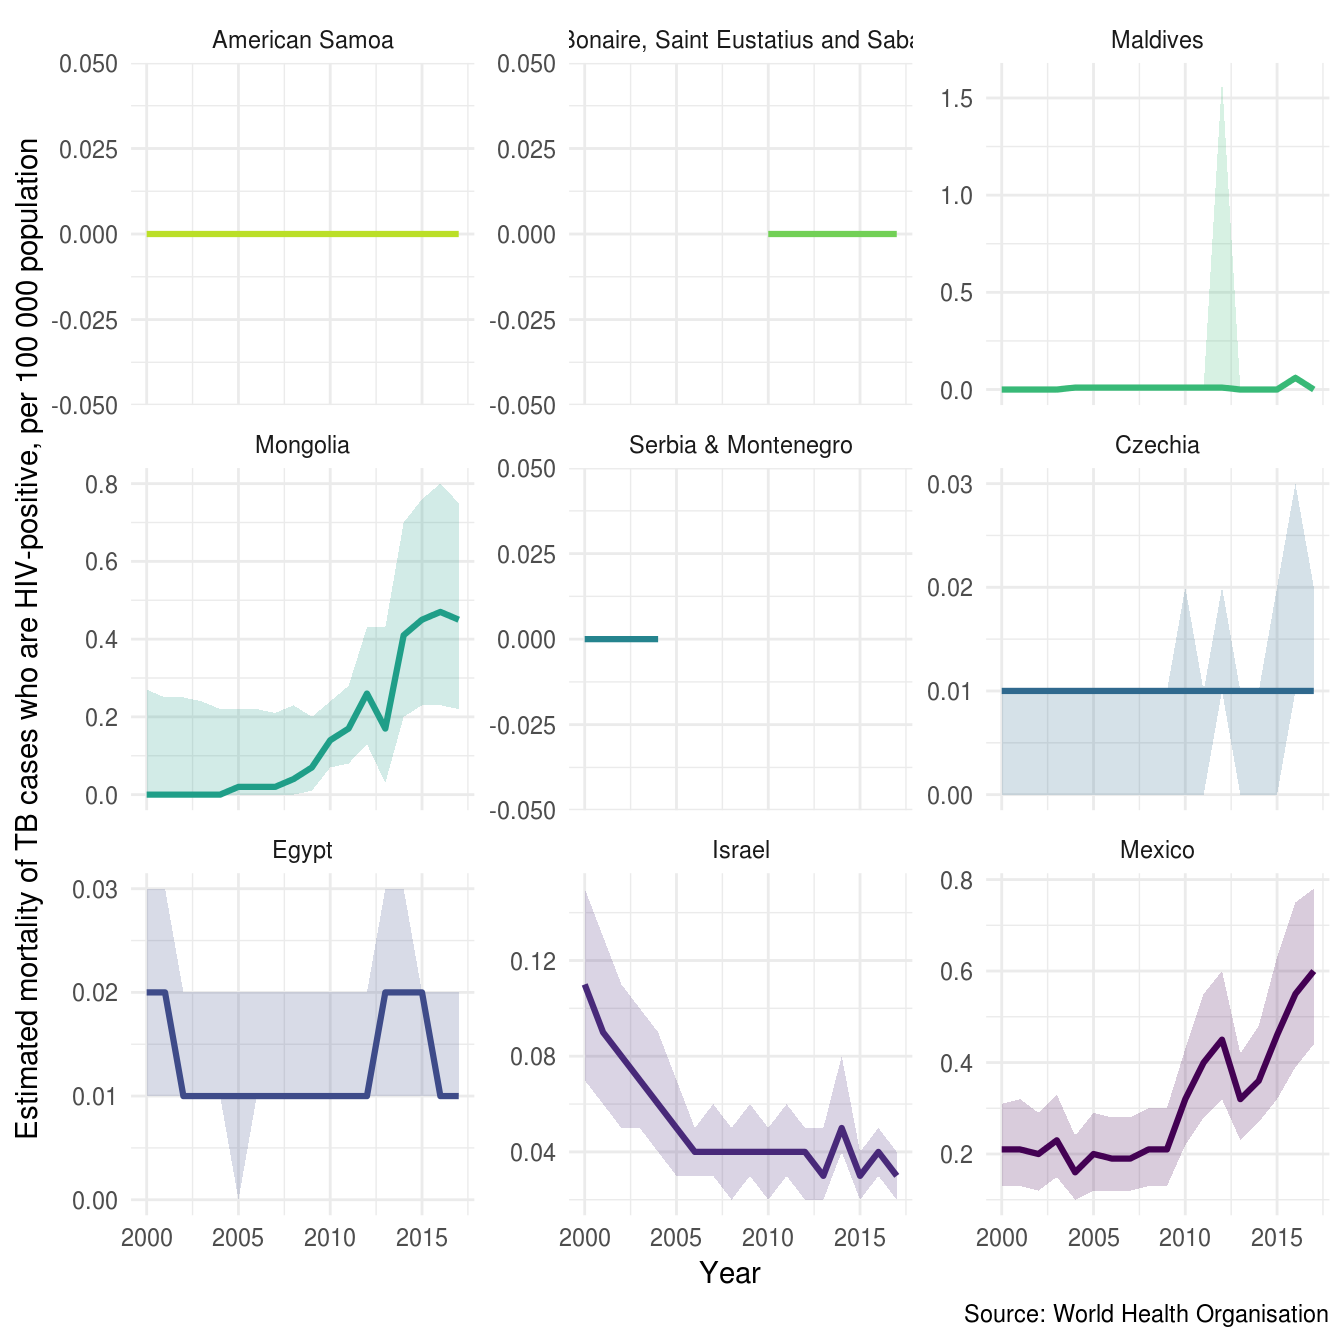 American Samoa
Bonaire, Saint Eustatius and Saba
Maldives
0.050
0.025
0.000
-0.025
-0.050
0.050
0.025
0.000
-0.025
-0.050
1.5
1.0
0.5
0.0
Mongolia
Serbia & Montenegro
Czechia
0.8
0.6
0.4
0.2
0.0
0.050
0.025
0.000
-0.025
-0.050
0.03
0.02
0.01
0.00
Egypt
Israel
Mexico
0.03
0.02
0.01
0.00
0.12
0.08
0.04
0.8
0.6
0.4
0.2
2000 2005 2010 2015
2000 2005 2010 2015
2000 2005 2010 2015
Year
Estimated mortality of TB cases who are HIV-positive, per 100 000 population
Source: World Health Organisation